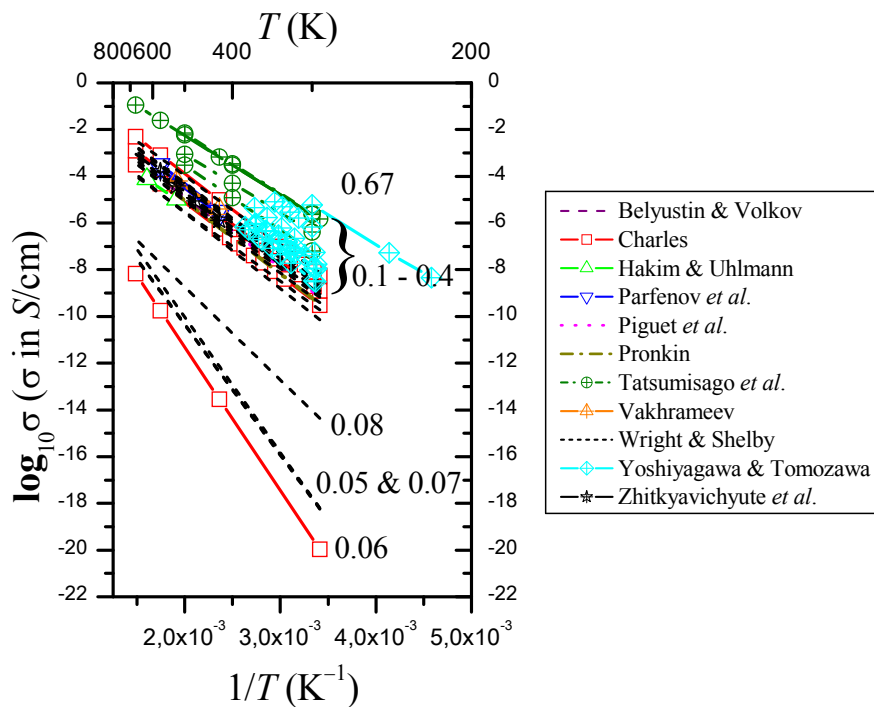 T (K)
800 600 400 200
0 0
-2 -2
-4 -4
-6 -6
-8 -8
-10 -10
-12 -12
-14 -14
-16 -16
-18 -18
-20 -20
-22 -22
log₁₀σ (σ in S/cm)
0.67
}
0.1 - 0.4
0.08
0.05 & 0.07
0.06
2,0x10⁻³ 3,0x10⁻³ 4,0x10⁻³ 5,0x10⁻³
1/T (K⁻¹)
Belyustin & Volkov
Charles
Hakim & Uhlmann
Parfenov et al.
Piguet et al.
Pronkin
Tatsumisago et al.
Vakhrameev
Wright & Shelby
Yoshiyagawa & Tomozawa
Zhitkyavichyute et al.